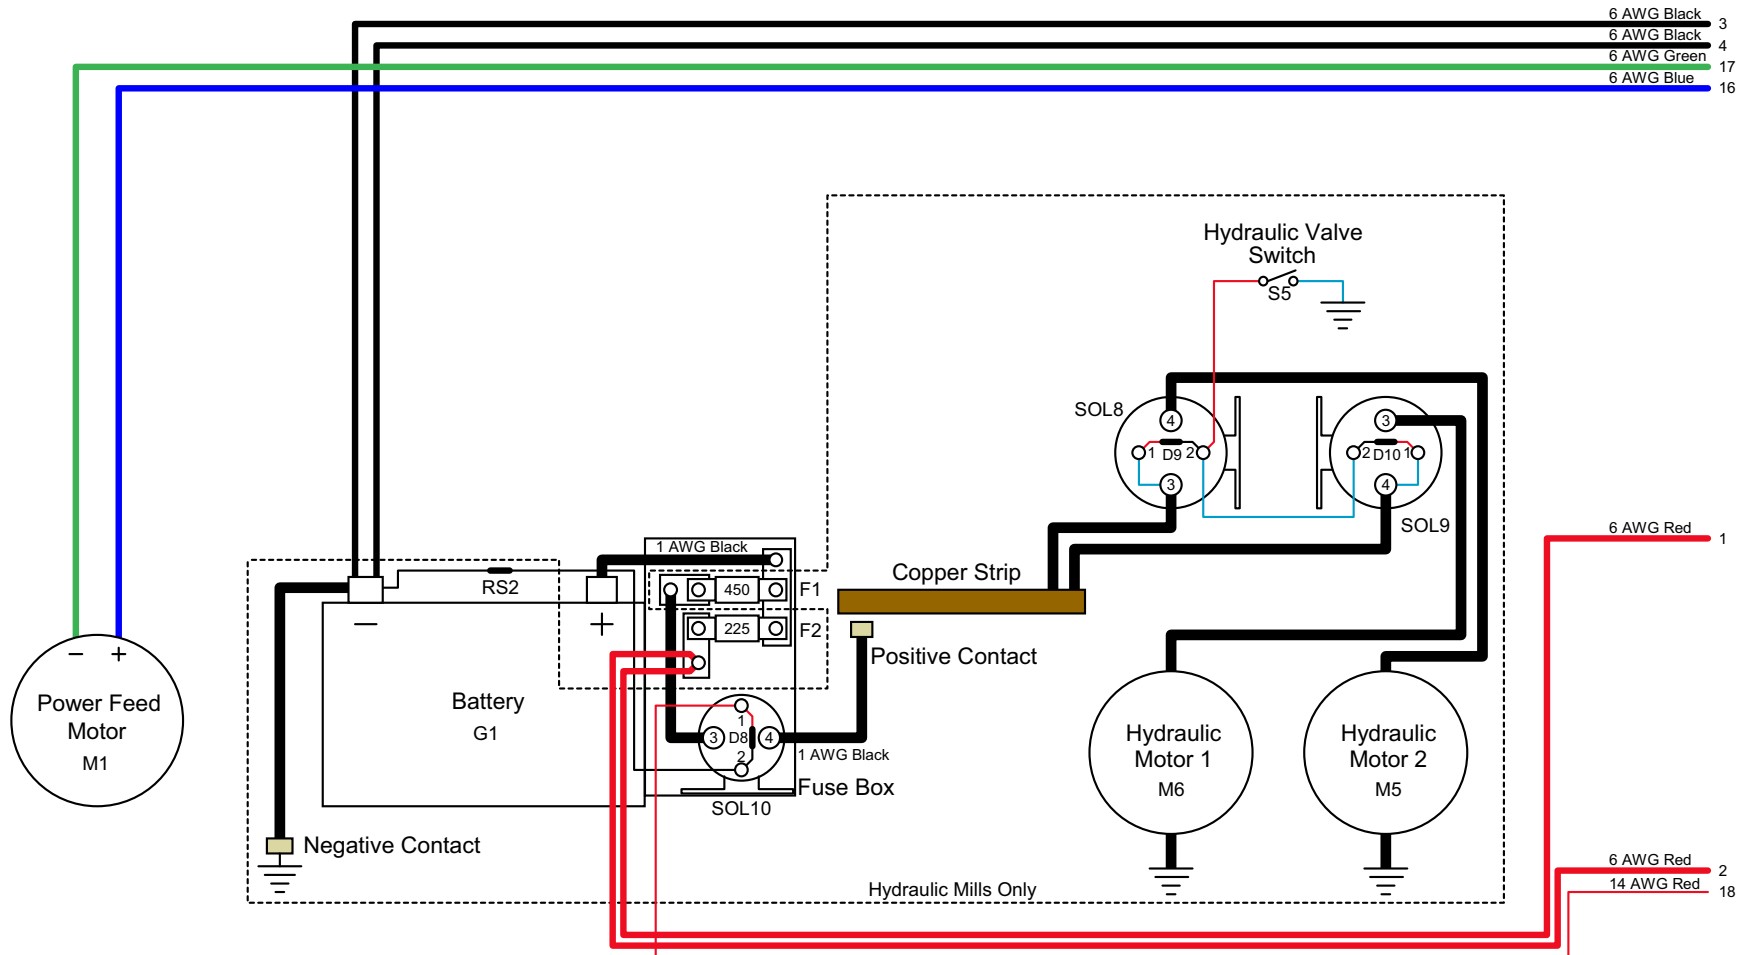 6 AWG Black
3
6 AWG Black
4
6 AWG Green
17
6 AWG Blue
16
Hydraulic Valve
Switch
S5
SOL8
4
1 D9 2
3
3
2 D10 1
4
SOL9
6 AWG Red
1
1 AWG Black
RS2
450
F1
225
F2
Copper Strip
Positive Contact
− +
Power Feed
Motor
M1
−
+
Battery
G1
1
3 D8 4
2
1 AWG Black
Fuse Box
SOL10
Hydraulic
Motor 1
M6
Hydraulic
Motor 2
M5
Negative Contact
Hydraulic Mills Only
6 AWG Red
2
14 AWG Red
18